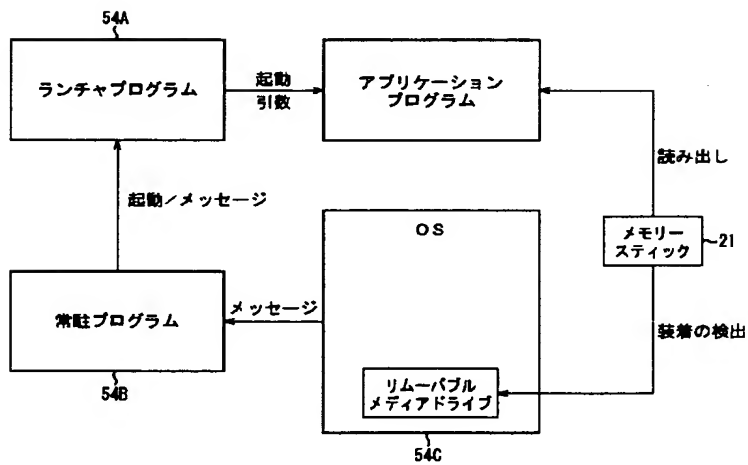 54A
ランチャプログラム
起動
引数
アプリケーション
プログラム
読み出し
起動／メッセージ
OS
メモリー
スティック
21
常駐プログラム
メッセージ
装着の検出
リムーバブル
メディアドライブ
54B
54C